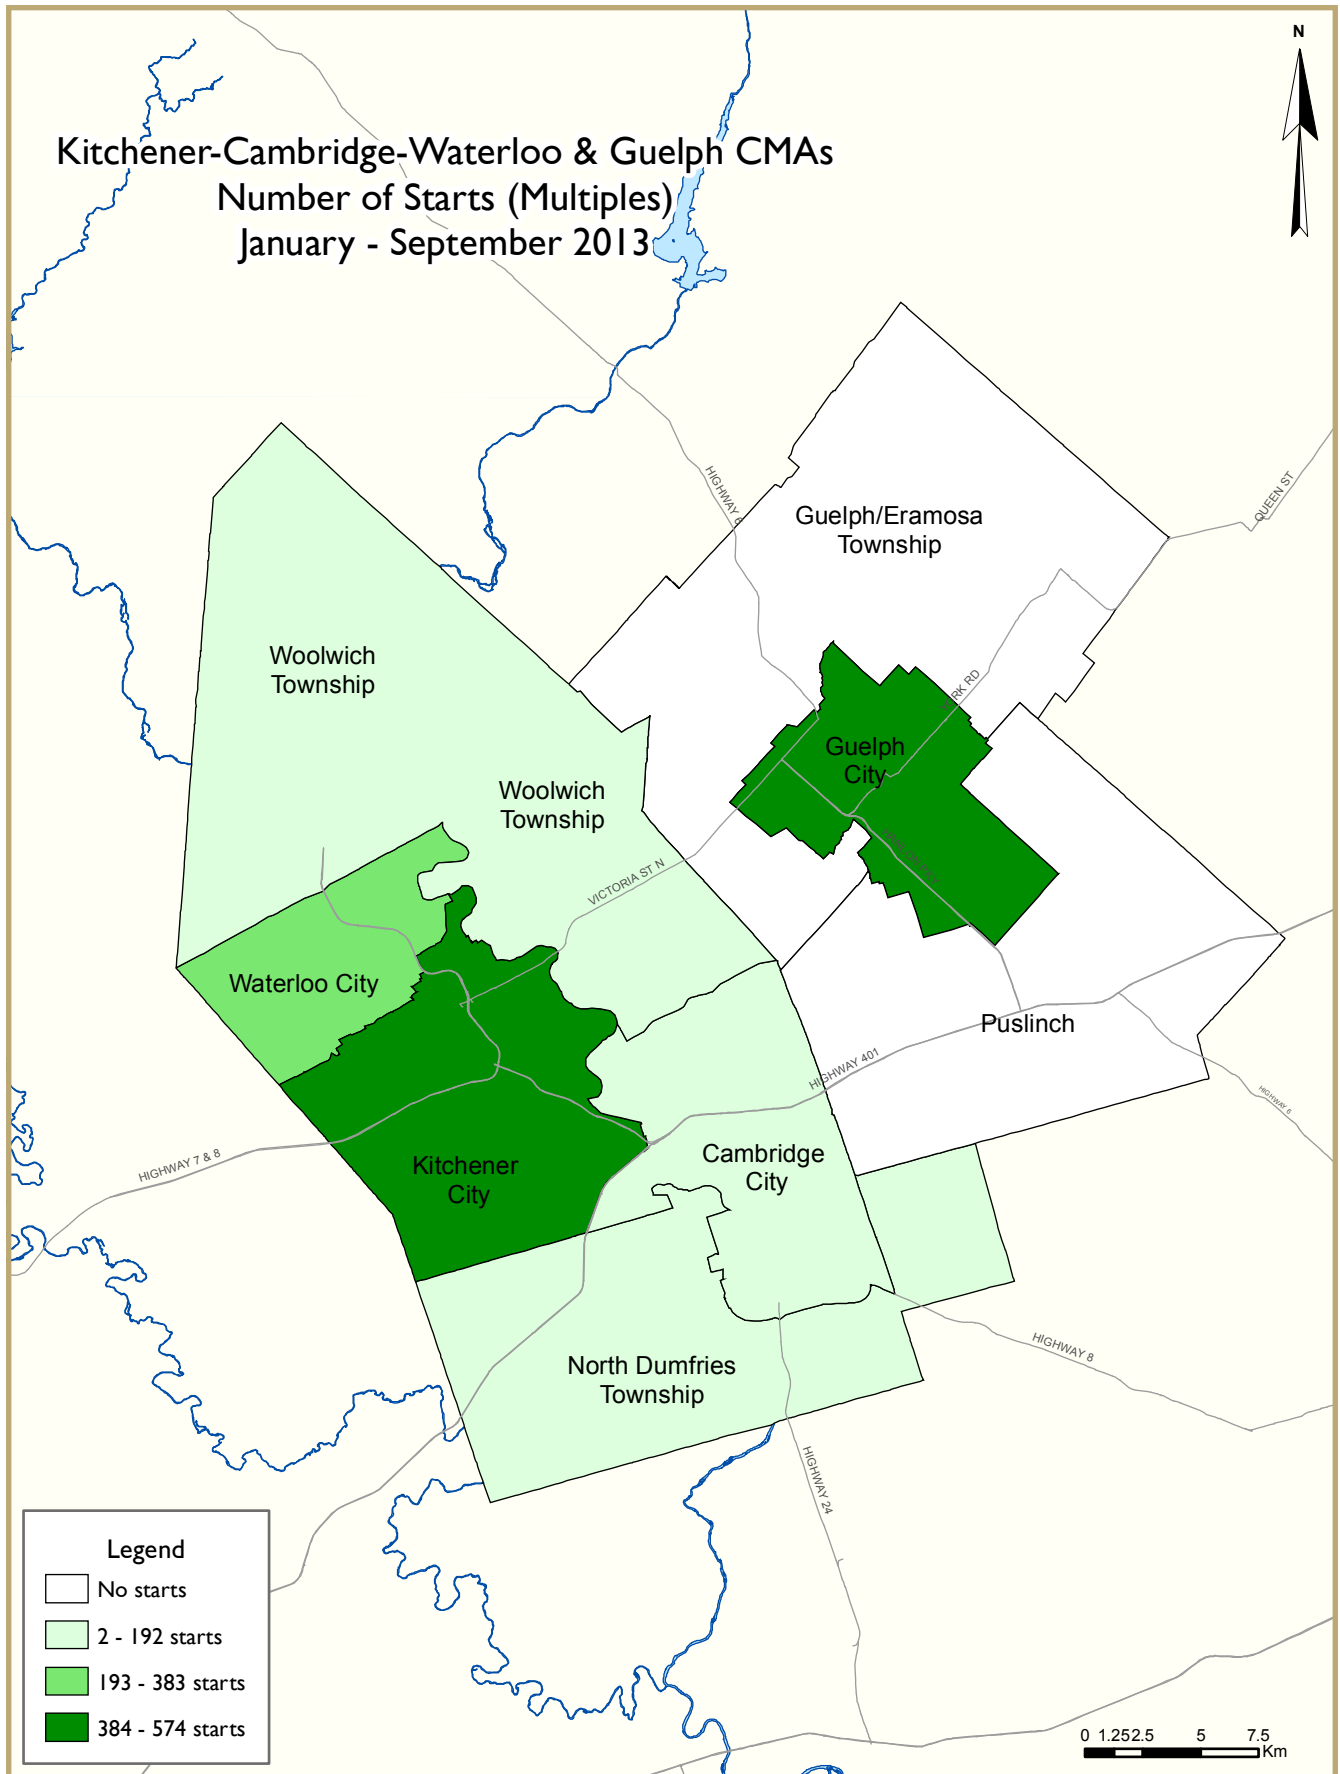 N
Kitchener-Cambridge-Waterloo & Guelph CMAs
Number of Starts (Multiples)
January - September 2013
HIGHWAY 6
QUEEN ST
Guelph/Eramosa
Township
Woolwich
Township
Guelph
City
Woolwich
Township
VICTORIA ST N
Waterloo City
Puslinch
HIGHWAY 401
HIGHWAY 6
HIGHWAY 7 & 8
Kitchener
City
Cambridge
City
HIGHWAY 8
North Dumfries
Township
HIGHWAY 24
Legend
No starts
2 - 192 starts
193 - 383 starts
384 - 574 starts
0 1.25 2.5 5 7.5
Km